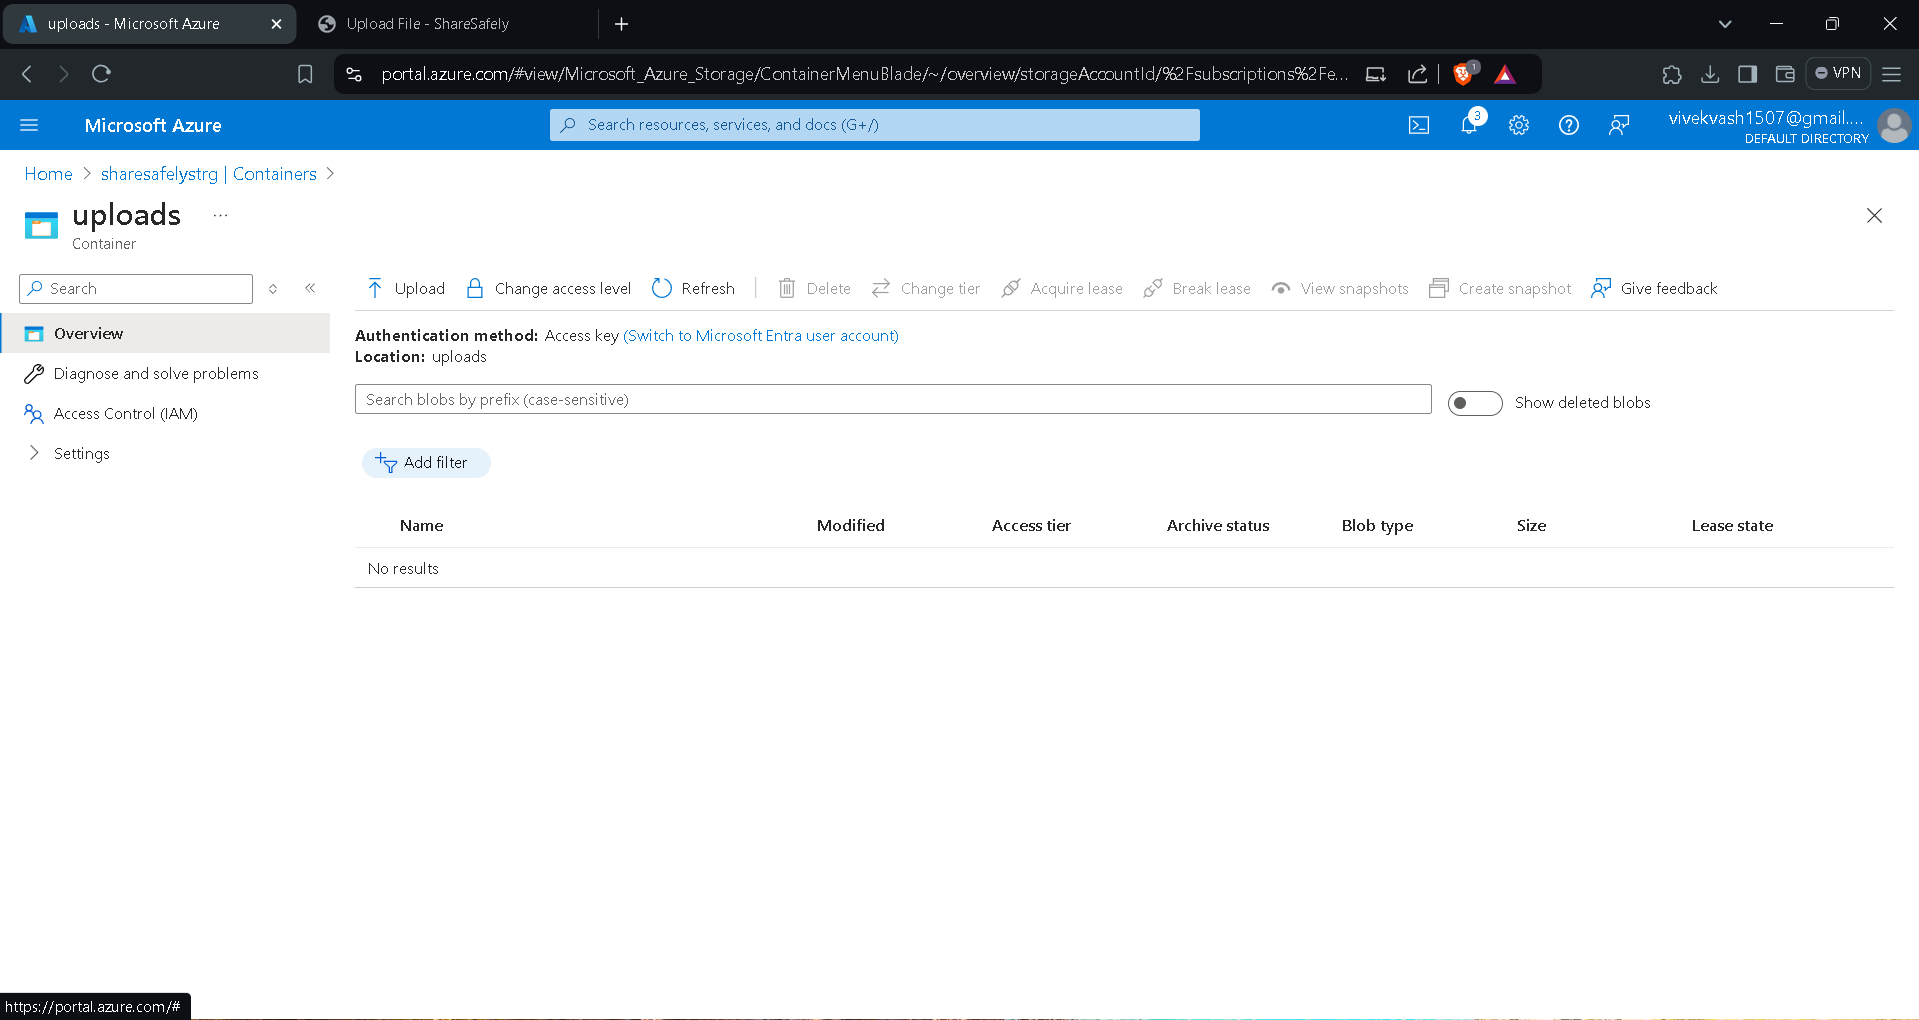 uploads - Microsoft Azure
Upload File - ShareSafely
portal.azure.com/#view/Microsoft_Azure_Storage/ContainerMenuBlade/~/overview/storageAccountId/%2Fsubscriptions%2Fe...
1
VPN
Microsoft Azure
Search resources, services, and docs (G+/)
3
vivekvash1507@gmail....
DEFAULT DIRECTORY
Home > sharesafelystrg | Containers >
uploads ...
Container
Search
Upload
Change access level
Refresh
Delete
Change tier
Acquire lease
Break lease
View snapshots
Create snapshot
Give feedback
Overview
Diagnose and solve problems
Access Control (IAM)
Settings
Authentication method: Access key (Switch to Microsoft Entra user account)
Location: uploads
Search blobs by prefix (case-sensitive)
Show deleted blobs
Add filter
Name Modified Access tier Archive status Blob type Size Lease state
No results
https://portal.azure.com/#